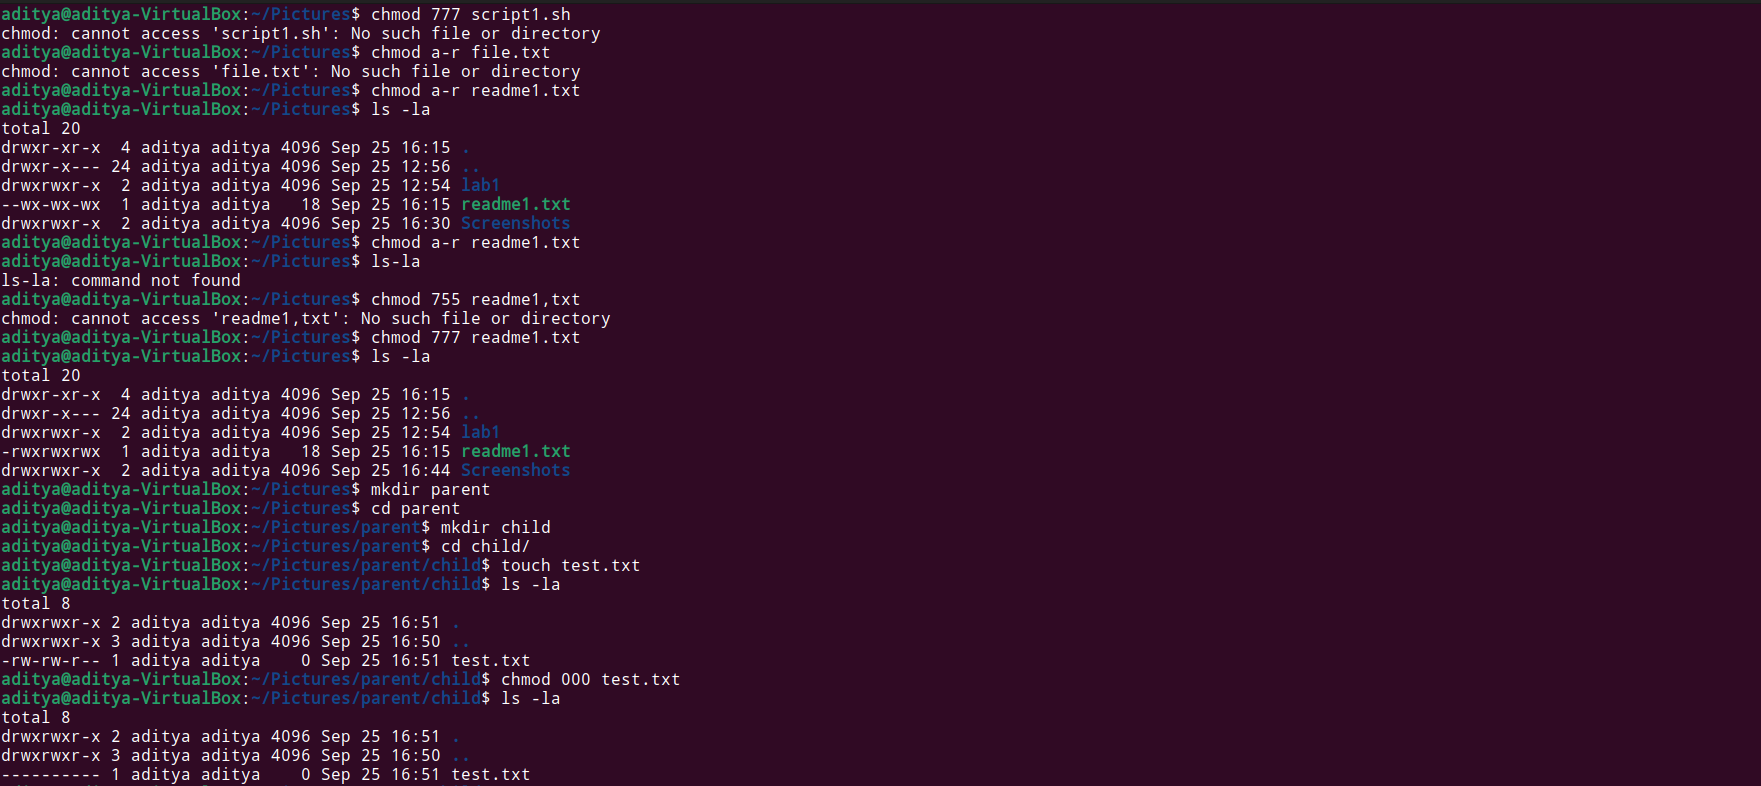 aditya@aditya-VirtualBox:~/Pictures$ chmod 777 script1.sh
chmod: cannot access 'script1.sh': No such file or directory
aditya@aditya-VirtualBox:~/Pictures$ chmod a-r file.txt
chmod: cannot access 'file.txt': No such file or directory
aditya@aditya-VirtualBox:~/Pictures$ chmod a-r readme1.txt
aditya@aditya-VirtualBox:~/Pictures$ ls -la
total 20
drwxr-xr-x  4 aditya aditya 4096 Sep 25 16:15 .
drwxr-x--- 24 aditya aditya 4096 Sep 25 12:56 ..
drwxrwxr-x  2 aditya aditya 4096 Sep 25 12:54 lab1
--wx-wx-wx  1 aditya aditya   18 Sep 25 16:15 readme1.txt
drwxrwxr-x  2 aditya aditya 4096 Sep 25 16:30 Screenshots
aditya@aditya-VirtualBox:~/Pictures$ chmod a-r readme1.txt
aditya@aditya-VirtualBox:~/Pictures$ ls-la
ls-la: command not found
aditya@aditya-VirtualBox:~/Pictures$ chmod 755 readme1,txt
chmod: cannot access 'readme1,txt': No such file or directory
aditya@aditya-VirtualBox:~/Pictures$ chmod 777 readme1.txt
aditya@aditya-VirtualBox:~/Pictures$ ls -la
total 20
drwxr-xr-x  4 aditya aditya 4096 Sep 25 16:15 .
drwxr-x--- 24 aditya aditya 4096 Sep 25 12:56 ..
drwxrwxr-x  2 aditya aditya 4096 Sep 25 12:54 lab1
-rwxrwxrwx  1 aditya aditya   18 Sep 25 16:15 readme1.txt
drwxrwxr-x  2 aditya aditya 4096 Sep 25 16:44 Screenshots
aditya@aditya-VirtualBox:~/Pictures$ mkdir parent
aditya@aditya-VirtualBox:~/Pictures$ cd parent
aditya@aditya-VirtualBox:~/Pictures/parent$ mkdir child
aditya@aditya-VirtualBox:~/Pictures/parent$ cd child/
aditya@aditya-VirtualBox:~/Pictures/parent/child$ touch test.txt
aditya@aditya-VirtualBox:~/Pictures/parent/child$ ls -la
total 8
drwxrwxr-x 2 aditya aditya 4096 Sep 25 16:51 .
drwxrwxr-x 3 aditya aditya 4096 Sep 25 16:50 ..
-rw-rw-r-- 1 aditya aditya    0 Sep 25 16:51 test.txt
aditya@aditya-VirtualBox:~/Pictures/parent/child$ chmod 000 test.txt
aditya@aditya-VirtualBox:~/Pictures/parent/child$ ls -la
total 8
drwxrwxr-x 2 aditya aditya 4096 Sep 25 16:51 .
drwxrwxr-x 3 aditya aditya 4096 Sep 25 16:50 ..
---------- 1 aditya aditya    0 Sep 25 16:51 test.txt